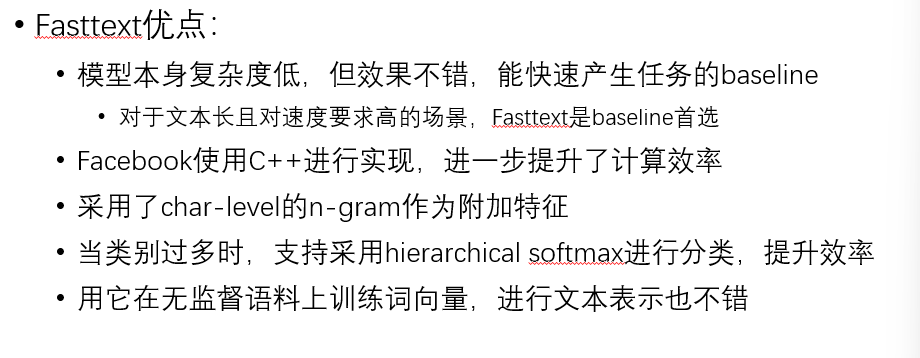 • Fasttext优点：
• 模型本身复杂度低，但效果不错，能快速产生任务的baseline
• 对于文本长且对速度要求高的场景，Fasttext是baseline首选
• Facebook使用C++进行实现，进一步提升了计算效率
• 采用了char-level的n-gram作为附加特征
• 当类别过多时，支持采用hierarchical softmax进行分类，提升效率
• 用它在无监督语料上训练词向量，进行文本表示也不错